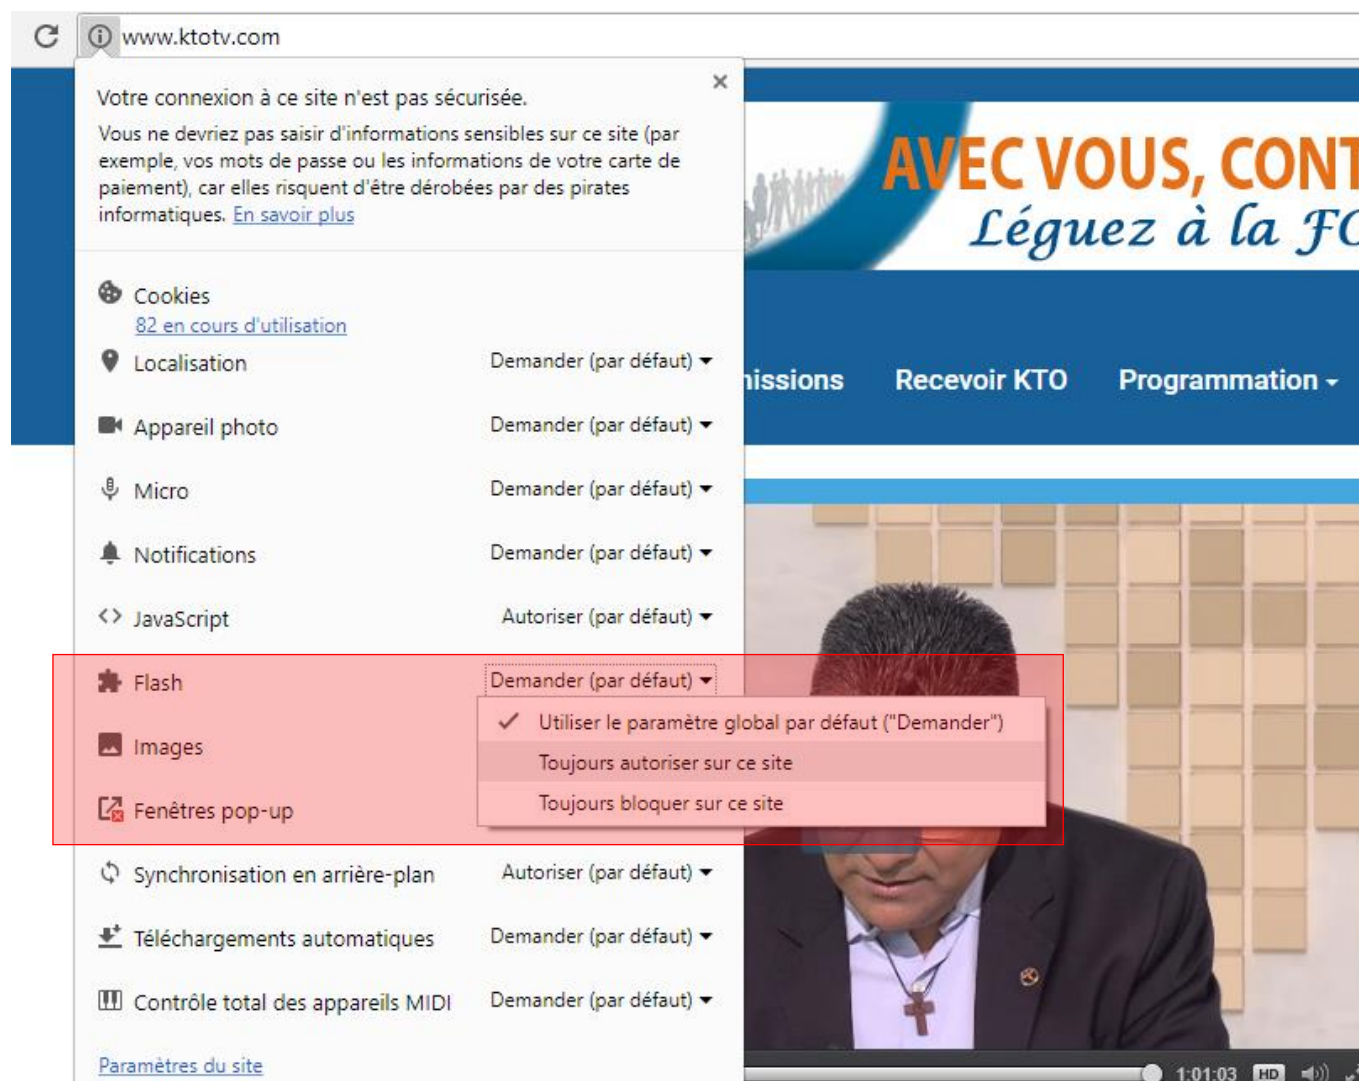 www.ktotv.com
Votre connexion à ce site n'est pas sécurisée.
Vous ne devriez pas saisir d'informations sensibles sur ce site (par
exemple, vos mots de passe ou les informations de votre carte de
paiement), car elles risquent d'être dérobées par des pirates
informatiques. En savoir plus
AVEC VOUS, CONT
Léguez à la FO
Cookies
82 en cours d'utilisation
Localisation Demander (par défaut)
nissions Recevoir KTO Programmation
Appareil photo Demander (par défaut)
Micro Demander (par défaut)
Notifications Demander (par défaut)
JavaScript Autoriser (par défaut)
Flash Demander (par défaut)
Utiliser le paramètre global par défaut ("Demander")
Images
Toujours autoriser sur ce site
Toujours bloquer sur ce site
Fenêtres pop-up
Synchronisation en arrière-plan Autoriser (par défaut)
Téléchargements automatiques Demander (par défaut)
Contrôle total des appareils MIDI Demander (par défaut)
Paramètres du site
1:01:03 HD